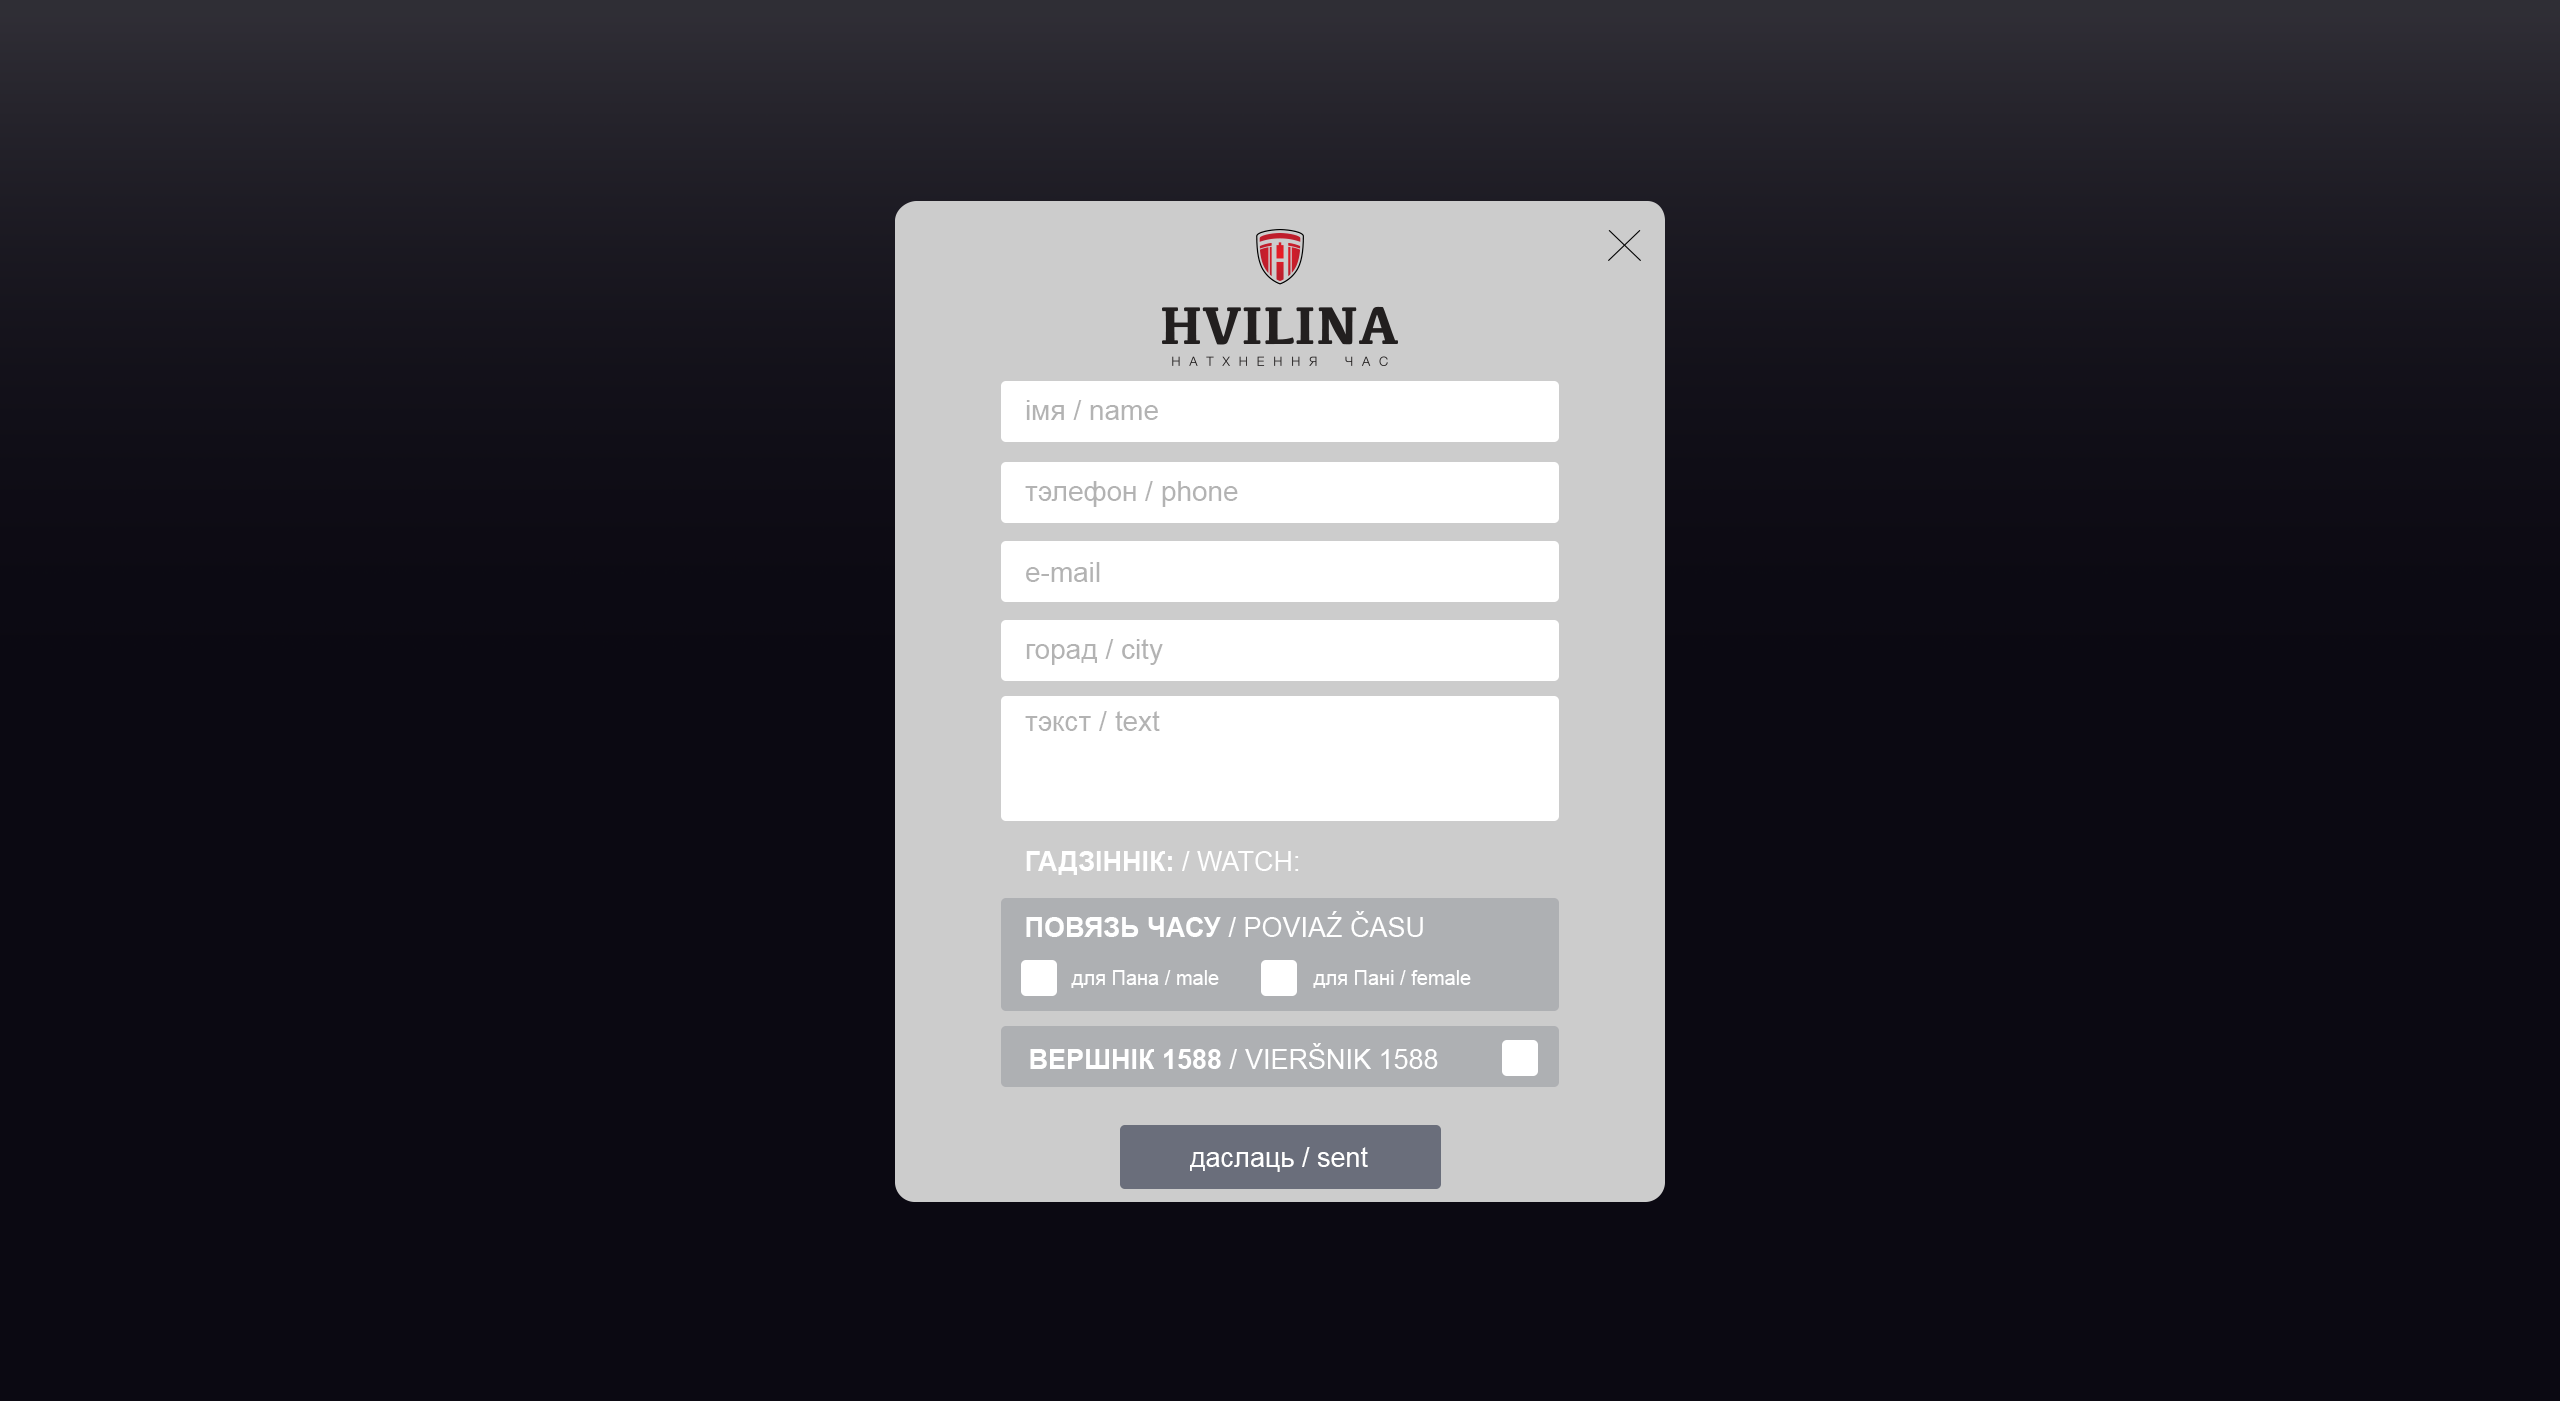 HVILINA
НАТХНЕННЯ ЧАС
імя / name
тэлефон / phone
e-mail
горад / city
тэкст / text
ГАДЗІННІК: / WATCH:
ПОВЯЗЬ ЧАСУ / POVIAŹ ČASU
для Пана / male для Пані / female
ВЕРШНІК 1588 / VIERŠNIK 1588
даслаць / sent